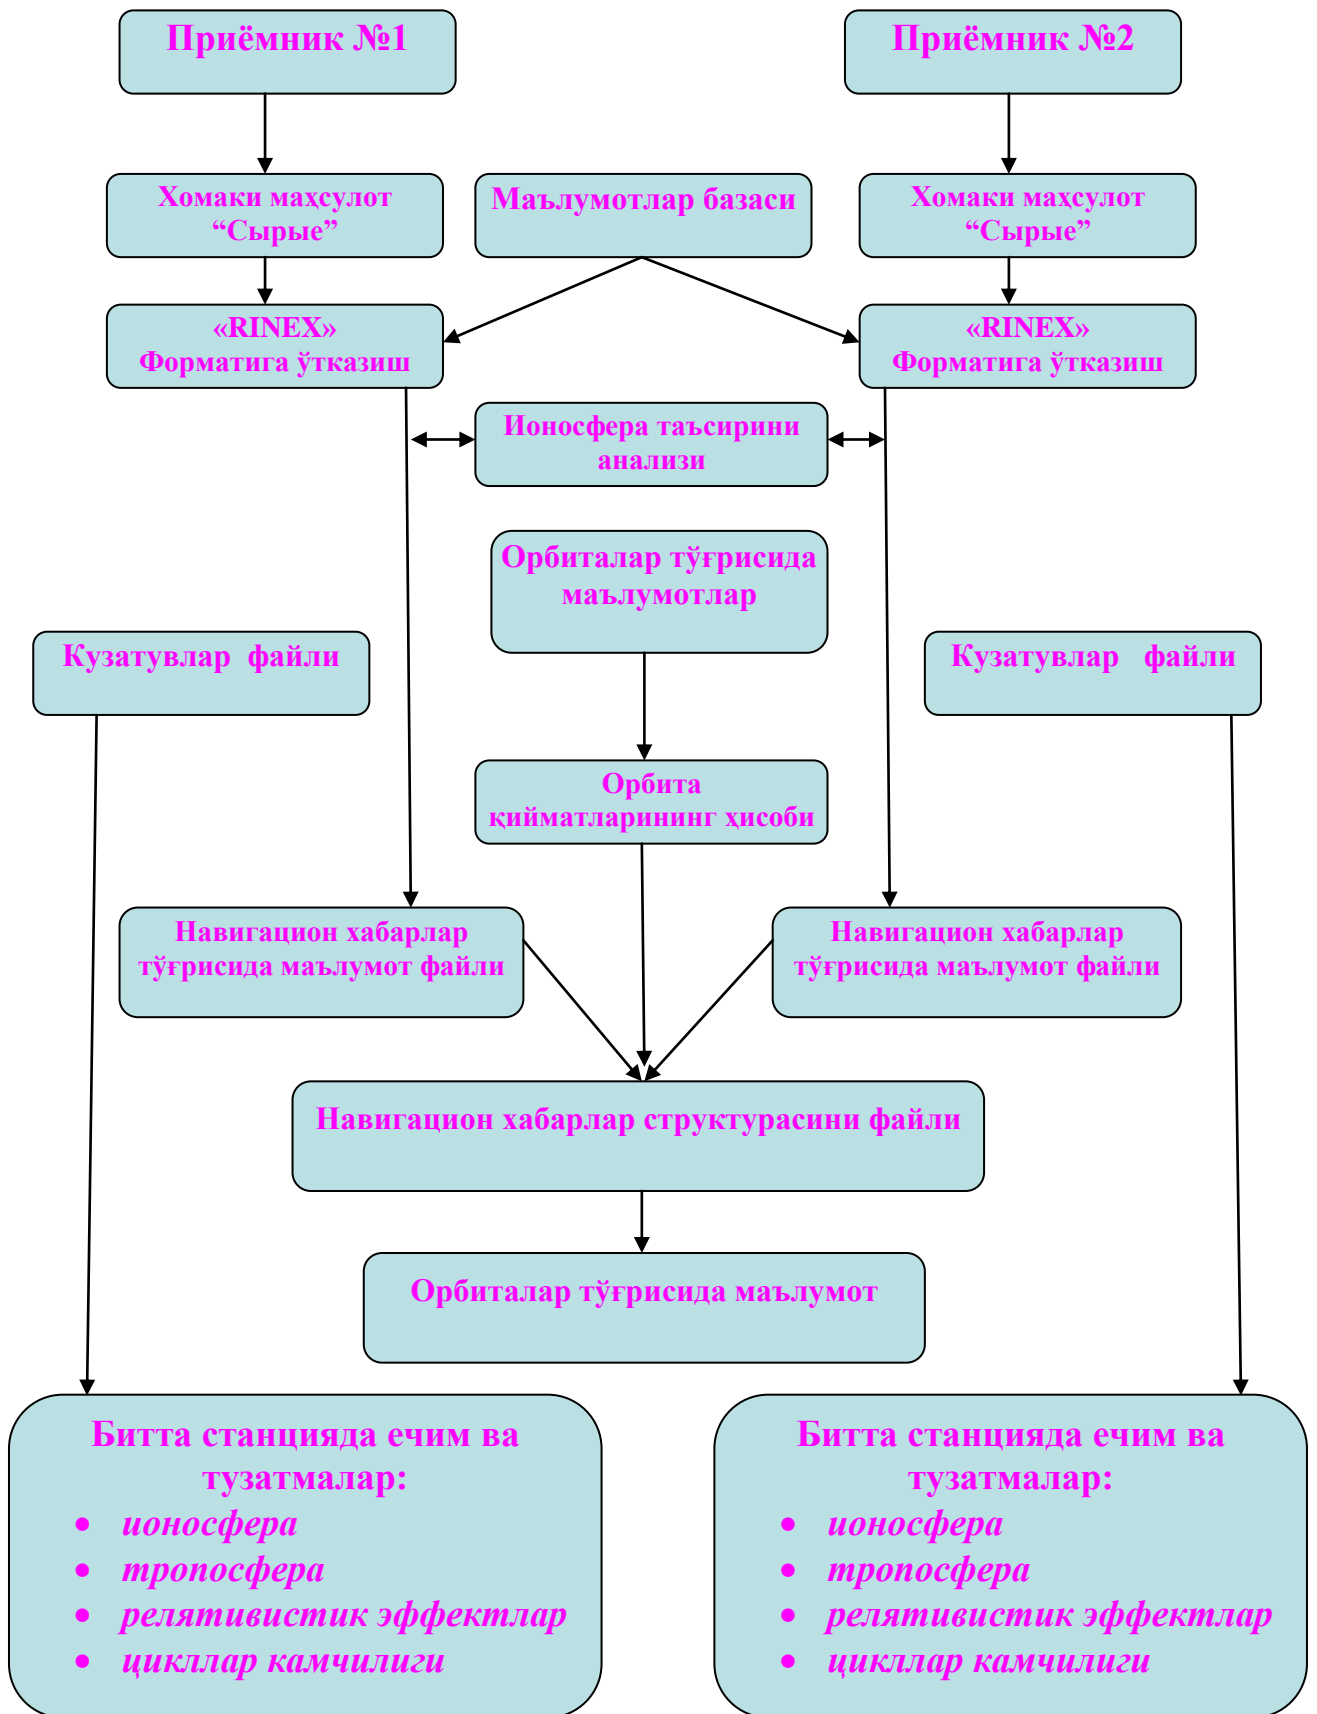 Приёмник №1
Приёмник №2
Хомаки маҳсулот
“Сырые”
Маълумотлар базаси
Хомаки маҳсулот
“Сырые”
«RINEX»
Форматига ўтказиш
«RINEX»
Форматига ўтказиш
Ионосфера таъсирини
анализи
Орбиталар тўғрисида
маълумотлар
Кузатувлар файли
Кузатувлар файли
Орбита
қийматларининг ҳисоби
Навигацион хабарлар
тўғрисида маълумот файли
Навигацион хабарлар
тўғрисида маълумот файли
Навигацион хабарлар структурасини файли
Орбиталар тўғрисида маълумот
Битта станцияда ечим ва
тузатмалар:
• ионосфера
• тропосфера
• релятивистик эффектлар
• цикллар камчилиги
Битта станцияда ечим ва
тузатмалар:
• ионосфера
• тропосфера
• релятивистик эффектлар
• цикллар камчилиги